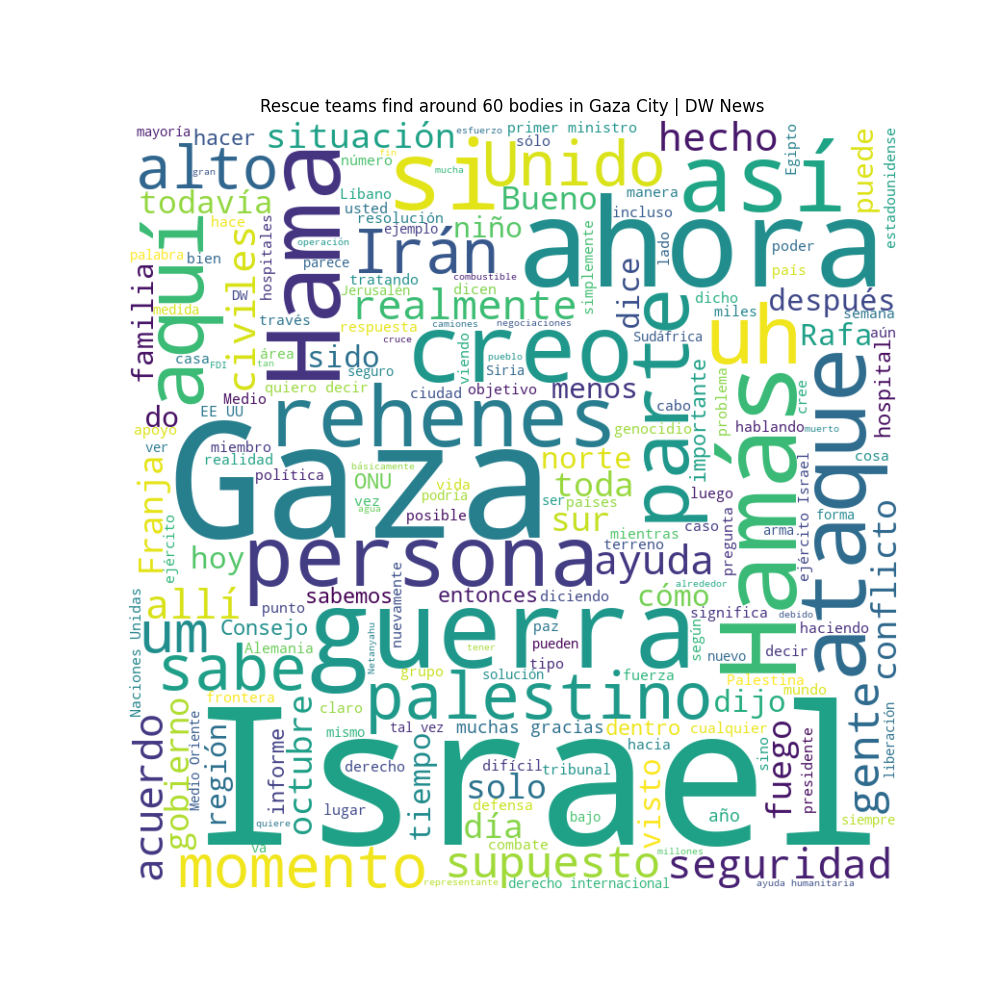 Rescue teams find around 60 bodies in Gaza City | DW News
mayoría
hacer
situación
esfuerzo
primer ministro
sólo
hecho
Egipto
puede
estadounidense
alto
gran
Hama
número
fin
mucha
si
Unido
así
todavía
Líbano
usted
resolución
Bueno
manera
incluso
hace
hospitales
ejemplo
niño
simplemente
lado
ahora
palabra
bien
aquí
civiles
operación
parece
Irán
combustible
poder
familia
DW
medida
tratando
Jerusalén
dicen
dice
país
través
realmente
dicho
después
miles
semana
respuesta
camiones
negociaciones
cruce
creo
parte
Sudáfrica
uh
Rafa
aún
casa
FDI
área
tan
sido
seguro
viendo
pueblo
Siria
quiero decir
ciudad
objetivo
menos
importante
problema
cree
hospitals
ataque
do
EE UU
Medio
rehenes
cabo
genocidio
hablando
muerto
apoyo
ver
miembro
realidad
política
básicamente
norte
Hamás
cosa
Gaza
ONU
vida
podría
vez
agua
posible
ser
toda
países
luego
Franja
ejército
sur
mientras
caso
pregunta
arma
ejército Israel
forma
conflicto
hoy
persona
terreno
ayuda
alrededor
sabemos
entonces
diciendo
cómo
significa
debido
allí
punto
nuevamente
Naciones Unidas
um
Consejo
guerra
paz
pueden
según
nuevo
decir
haciendo
Alemania
Netanyahu
tener
tipo
sabe
grupo
solución
fuerza
Palestina
mundo
frontera
claro
palestino
dijo
gente
liberación
acuerdo
gobierno
Medio Oriente
región
informe
octubre
mismo
tal vez
muchas gracias
dentro
cualquier
hacia
sino
fuego
presidente
derecho
tiempo
difícil
tribunal
solo
visto
Israel
quiere
lugar
defensa
día
bajo
año
siempre
va
combate
momento
supuesto
millones
seguridad
representante
derecho internacional
ayuda humanitaria